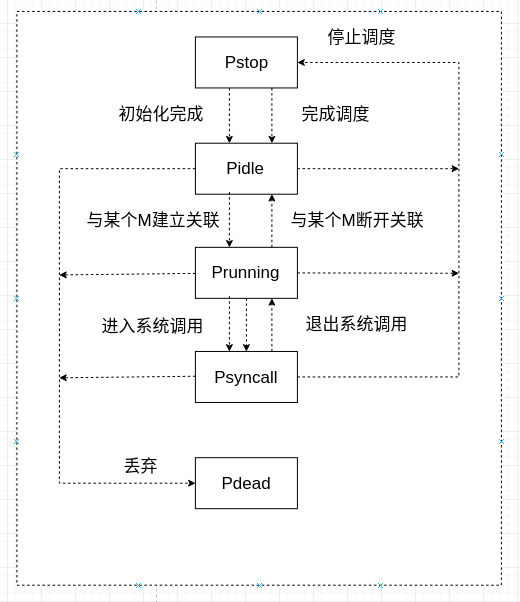 停止调度
Pstop
初始化完成
完成调度
Pidle
与某个M建立关联
与某个M断开关联
Prunning
进入系统调用
退出系统调用
Psyncall
丢弃
Pdead